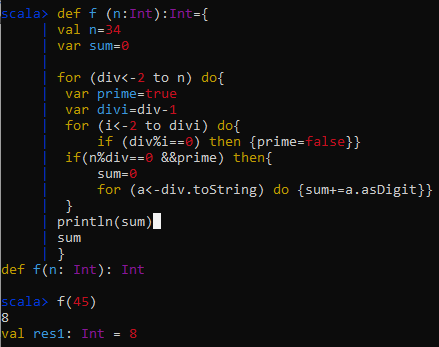 scala> def f (n:Int):Int={
     | val n=34
     | var sum=0
     |
     | for (div<-2 to n) do{
     |  var prime=true
     |  var divi=div-1
     |  for (i<-2 to divi) do{
     |      if (div%i==0) then {prime=false}}
     |  if(n%div==0 &&prime) then{
     |      sum=0
     |      for (a<-div.toString) do {sum+=a.asDigit}}
     |  }
     | println(sum)
     | sum
     | }
def f(n: Int): Int

scala> f(45)
8
val res1: Int = 8